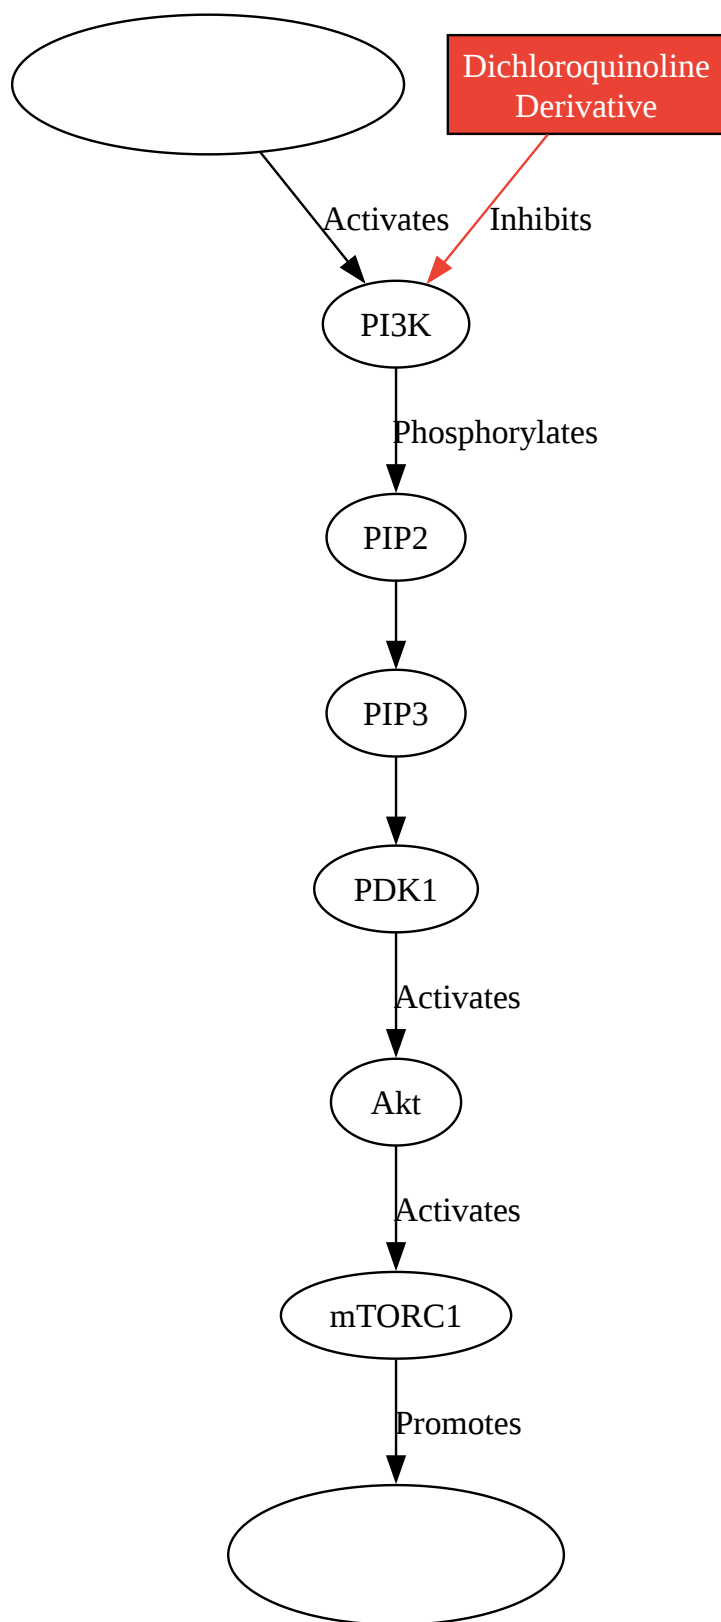 Dichloroquinoline
Derivative
Activates
Inhibits
PI3K
Phosphorylates
PIP2
PIP3
PDK1
Activates
Akt
Activates
mTORC1
Promotes